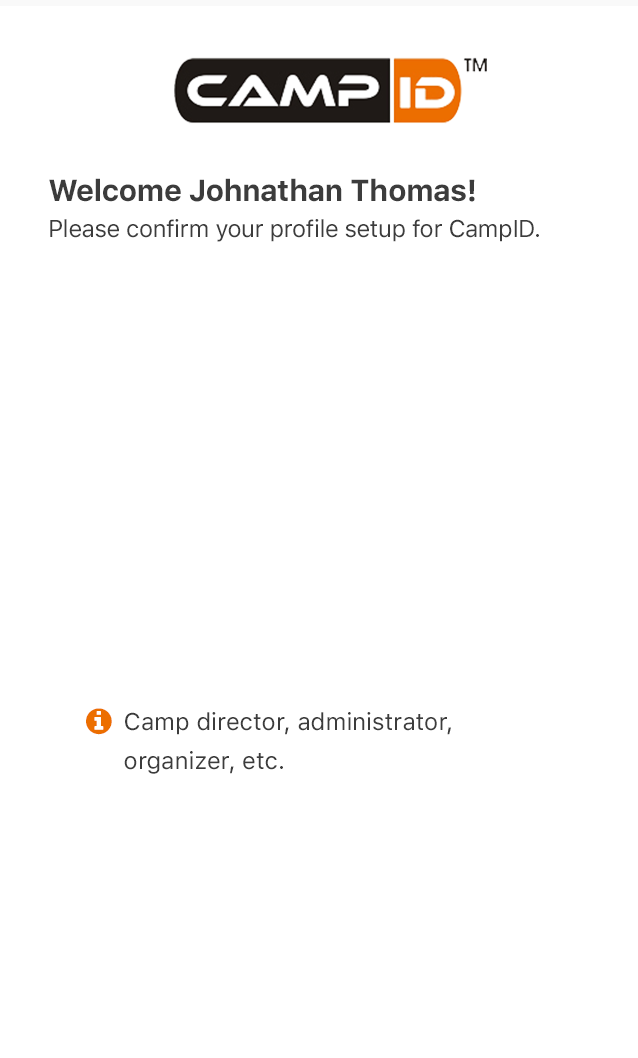 CAMP ID™
Welcome Johnathan Thomas!
Please confirm your profile setup for CampID.
Camp director, administrator,
organizer, etc.